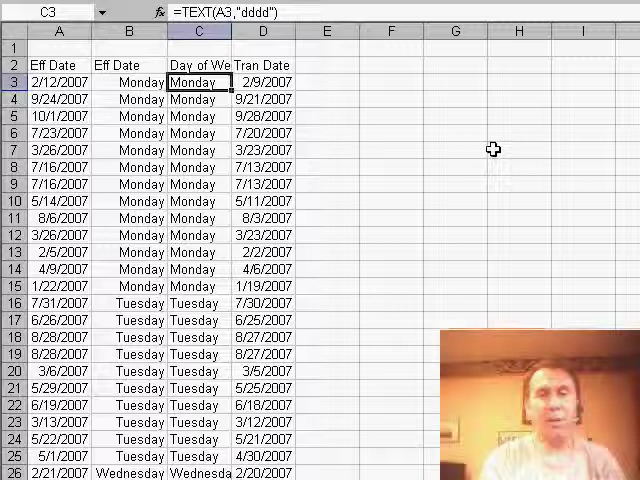 C3 fx =TEXT(A3,"dddd")
A B C D E F G H I
1
2 Eff Date Eff Date Day of We Tran Date
3 2/12/2007 Monday Monday 2/9/2007
4 9/24/2007 Monday Monday 9/21/2007
5 10/1/2007 Monday Monday 9/28/2007
6 7/23/2007 Monday Monday 7/20/2007
7 3/26/2007 Monday Monday 3/23/2007
8 7/16/2007 Monday Monday 7/13/2007
9 7/16/2007 Monday Monday 7/13/2007
10 5/14/2007 Monday Monday 5/11/2007
11 8/6/2007 Monday Monday 8/3/2007
12 3/26/2007 Monday Monday 3/23/2007
13 2/5/2007 Monday Monday 2/2/2007
14 4/9/2007 Monday Monday 4/6/2007
15 1/22/2007 Monday Monday 1/19/2007
16 7/31/2007 Tuesday Tuesday 7/30/2007
17 6/26/2007 Tuesday Tuesday 6/25/2007
18 8/28/2007 Tuesday Tuesday 8/27/2007
19 8/28/2007 Tuesday Tuesday 8/27/2007
20 3/6/2007 Tuesday Tuesday 3/5/2007
21 5/29/2007 Tuesday Tuesday 5/25/2007
22 6/19/2007 Tuesday Tuesday 6/18/2007
23 3/13/2007 Tuesday Tuesday 3/12/2007
24 5/22/2007 Tuesday Tuesday 5/21/2007
25 5/1/2007 Tuesday Tuesday 4/30/2007
26 2/21/2007 Wednesday Wednesda 2/20/2007